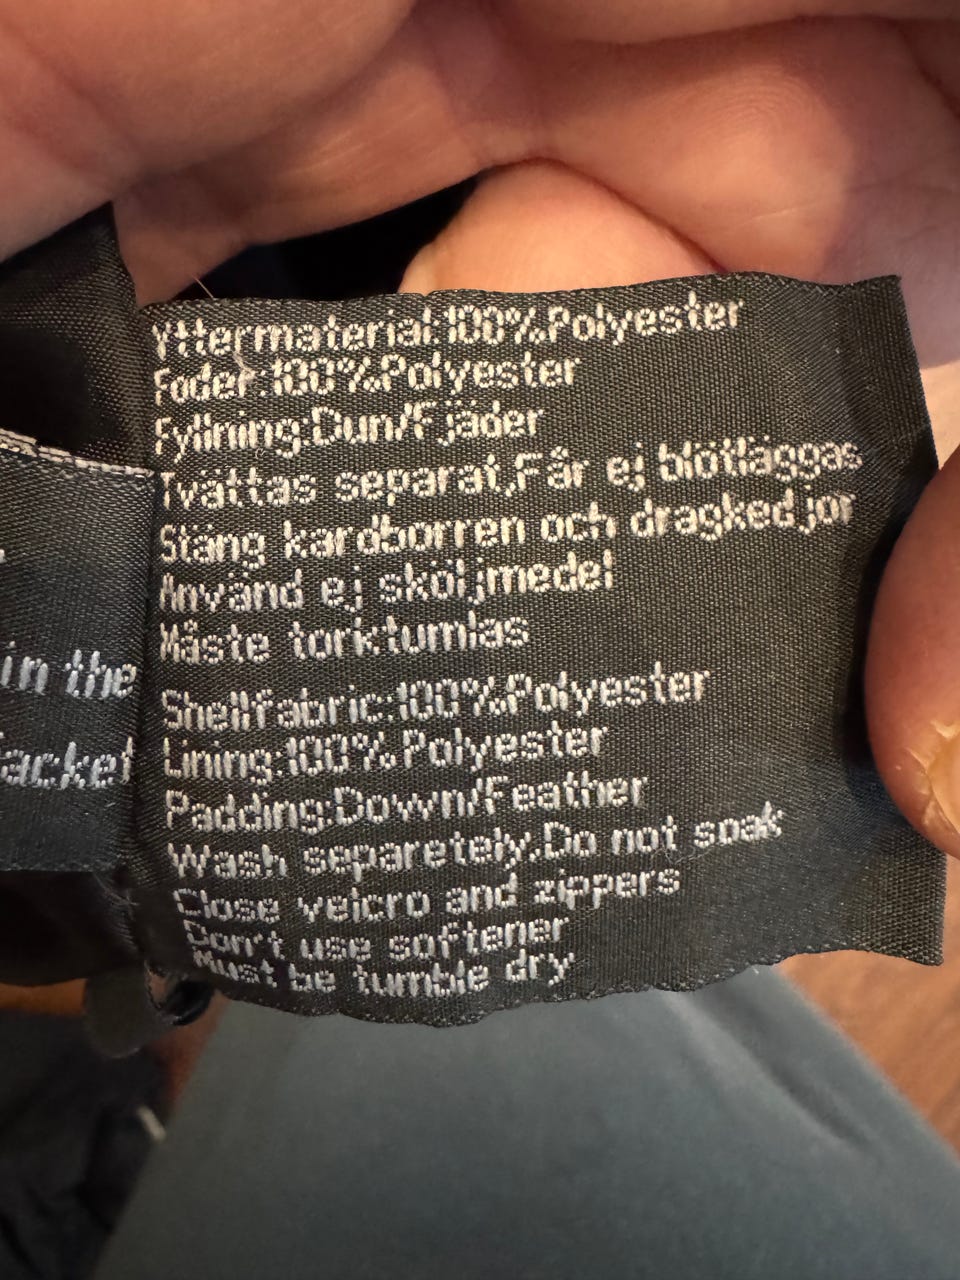 in the
jacket
Yttermaterial:100%Polyester
Foder:100%Polyester
Fyllning:Dun/Fjäder
Tvättas separat,Får ej blötläggas
Stäng kardborren och dragkedjor
Använd ej sköljmedel
Måste torktumlas
Shellfabric:100%Polyester
Lining:100% Polyester
Padding:Down/Feather
Wash separetely.Do not soak
Close velcro and zippers
Don't use softener
Must be tumble dry